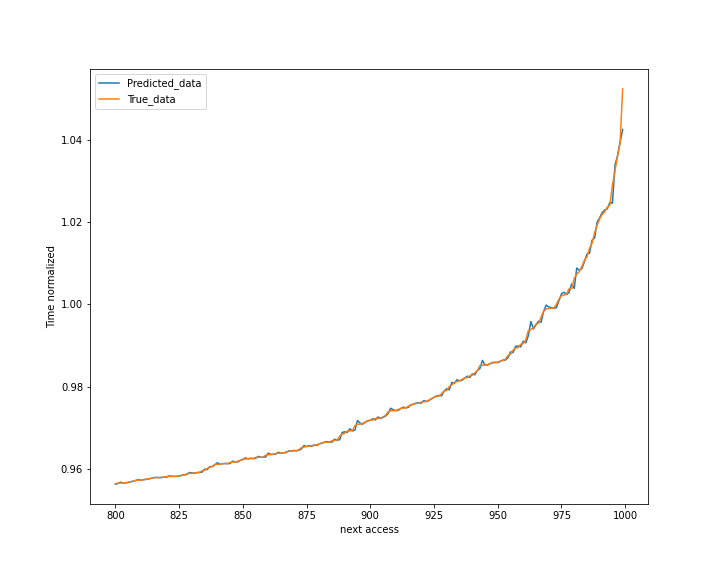 Predicted_data
True_data
1.04
1.02
1.00
0.98
0.96
Time normalized
800 825 850 875 900 925 950 975 1000
next access